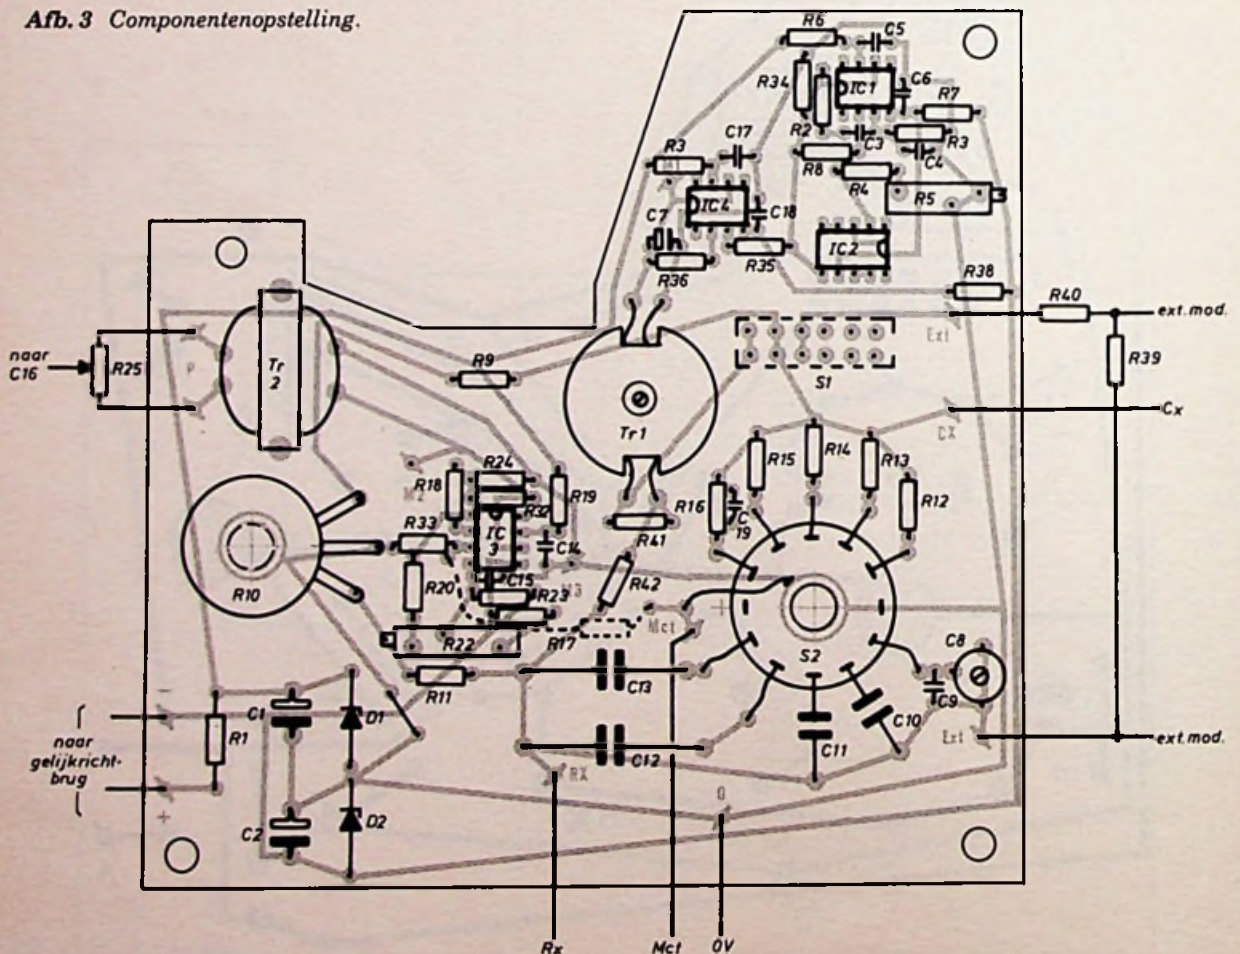 Afb. 3 Componentenopstelling.
R6
C5
R34
IC1
C6
R7
R2
C3
R3
C4
R3
C17
R8
R4
M1
IC4
C18
R5
C7
IC2
R35
R36
R38
R40
ext.mod.
Ext
naar
C16
R25
P
Tr
2
R9
R39
S1
Tr1
Cx
CX
R24
R15
R14
R13
M2
R18
R19
R16
R12
R32
C
19
R33
IC
3
C14
R41
C15
R42
R10
R20
R23
M3
Mct
+
R22
R17
S2
C8
R11
C13
C9
−
C1
D1
C10
naar
gelijkricht-
brug
R1
C12
C11
Ext
ext.mod.
RX
0
+
C2
D2
Rx
Mct
0V